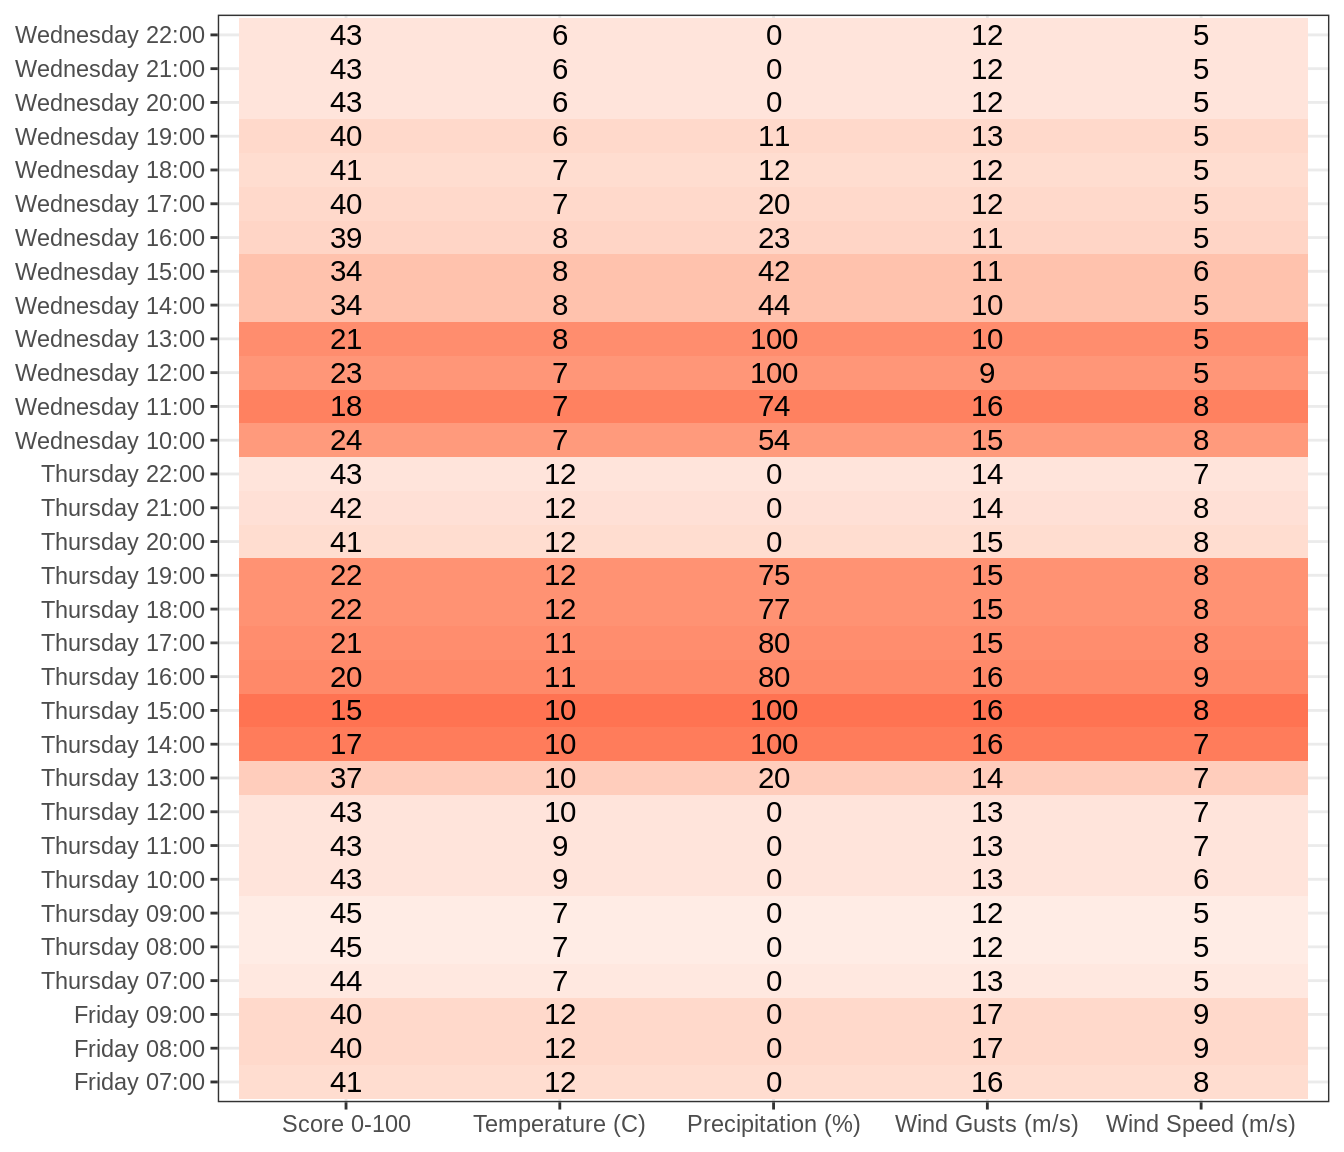 Wednesday 22:00 43 6 0 12 5
Wednesday 21:00 43 6 0 12 5
Wednesday 20:00 43 6 0 12 5
Wednesday 19:00 40 6 11 13 5
Wednesday 18:00 41 7 12 12 5
Wednesday 17:00 40 7 20 12 5
Wednesday 16:00 39 8 23 11 5
Wednesday 15:00 34 8 42 11 6
Wednesday 14:00 34 8 44 10 5
Wednesday 13:00 21 8 100 10 5
Wednesday 12:00 23 7 100 9 5
Wednesday 11:00 18 7 74 16 8
Wednesday 10:00 24 7 54 15 8
Thursday 22:00 43 12 0 14 7
Thursday 21:00 42 12 0 14 8
Thursday 20:00 41 12 0 15 8
Thursday 19:00 22 12 75 15 8
Thursday 18:00 22 12 77 15 8
Thursday 17:00 21 11 80 15 8
Thursday 16:00 20 11 80 16 9
Thursday 15:00 15 10 100 16 8
Thursday 14:00 17 10 100 16 7
Thursday 13:00 37 10 20 14 7
Thursday 12:00 43 10 0 13 7
Thursday 11:00 43 9 0 13 7
Thursday 10:00 43 9 0 13 6
Thursday 09:00 45 7 0 12 5
Thursday 08:00 45 7 0 12 5
Thursday 07:00 44 7 0 13 5
Friday 09:00 40 12 0 17 9
Friday 08:00 40 12 0 17 9
Friday 07:00 41 12 0 16 8
Score 0-100 Temperature (C) Precipitation (%) Wind Gusts (m/s) Wind Speed (m/s)